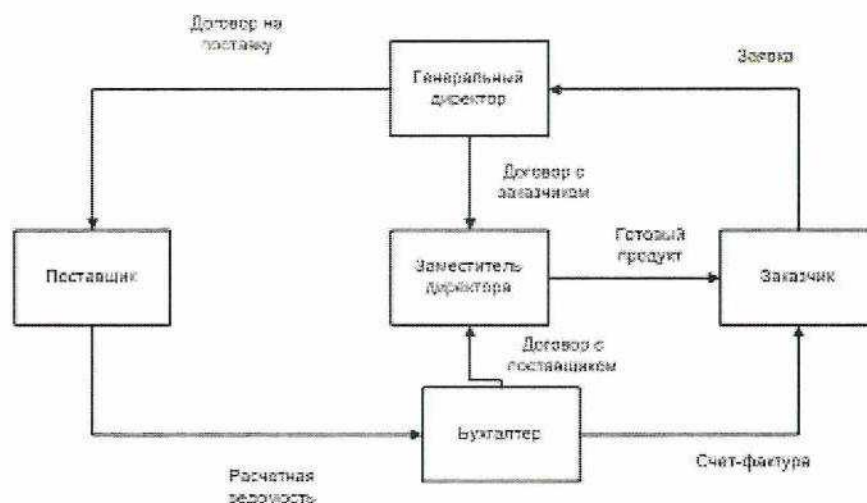 Договор на
поставку
Генеральный
директор
Заявка
Договор с
заказчиком
Поставщик
Заместитель
директора
Готовый
продукт
Заказчик
Договор с
поставщиком
Бухгалтер
Расчетная
ведомость
Счет-фактура